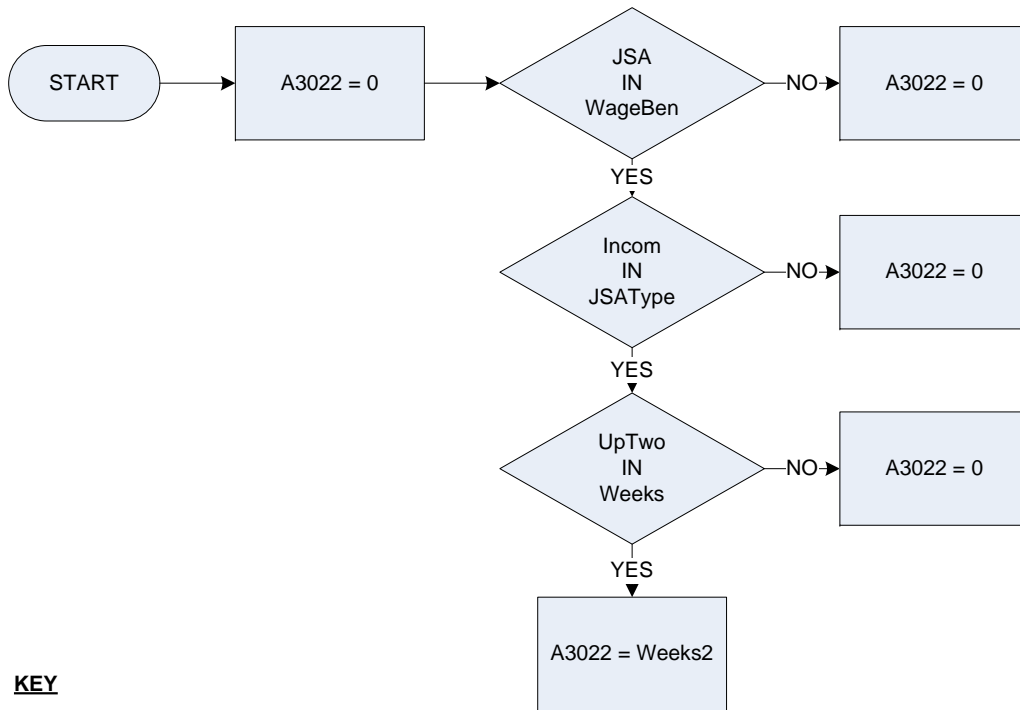 START
A3022 = 0
JSA
IN
WageBen
NO
A3022 = 0
YES
Incom
IN
JSAType
NO
A3022 = 0
YES
UpTwo
IN
Weeks
NO
A3022 = 0
YES
A3022 = Weeks2
KEY